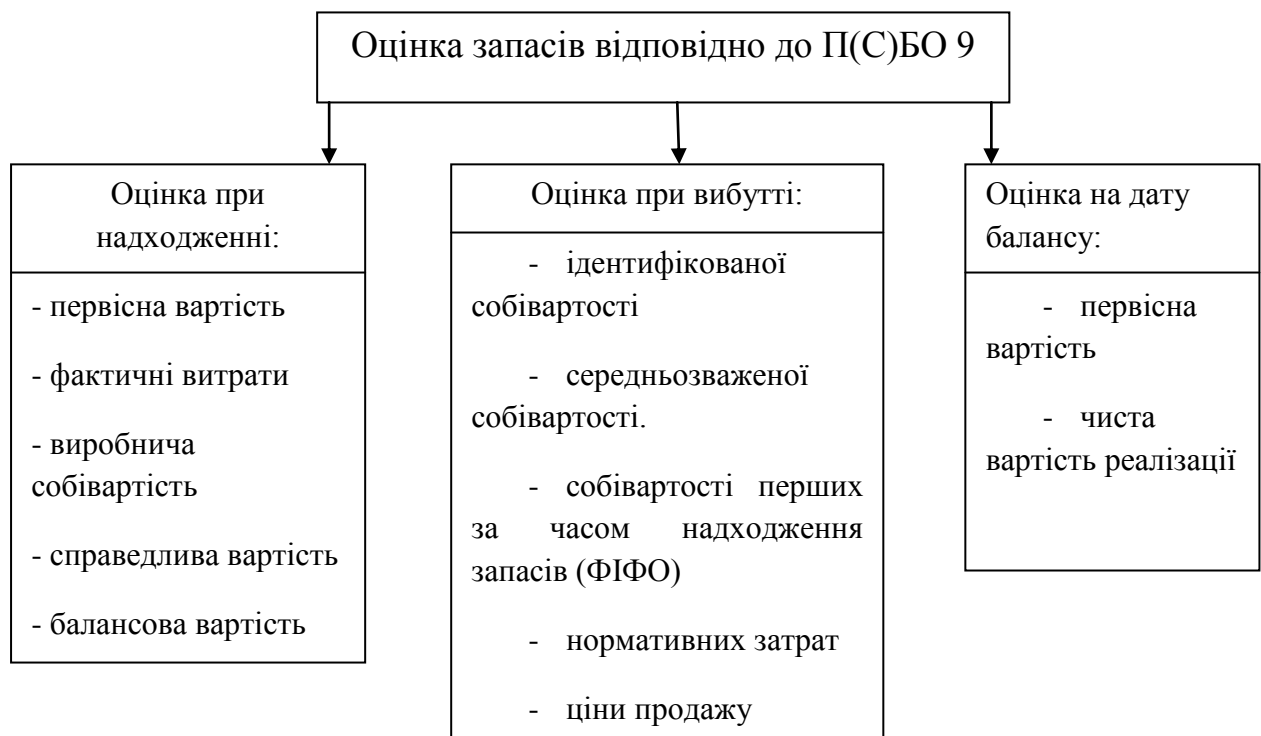 Оцінка запасів відповідно до П(С)БО 9
Оцінка при
надходженні:
- первісна вартість
- фактичні витрати
- виробнича
собівартість
- справедлива вартість
- балансова вартість
Оцінка при вибутті:
- ідентифікованої
собівартості
- середньозваженої
собівартості.
- собівартості перших
за часом надходження
запасів (ФІФО)
- нормативних затрат
- ціни продажу
Оцінка на дату
балансу:
- первісна
вартість
- чиста
вартість реалізації